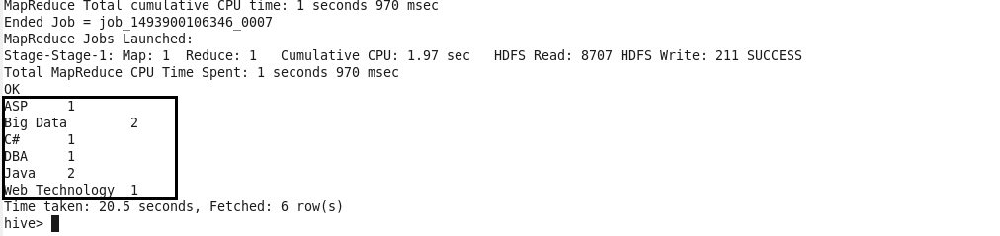 MapReduce Total cumulative CPU time: 1 seconds 970 msec
Ended Job = job_1493900106346_0007
MapReduce Jobs Launched:
Stage-Stage-1: Map: 1  Reduce: 1   Cumulative CPU: 1.97 sec   HDFS Read: 8707 HDFS Write: 211 SUCCESS
Total MapReduce CPU Time Spent: 1 seconds 970 msec
OK
ASP     1
Big Data        2
C#      1
DBA     1
Java    2
Web Technology  1
Time taken: 20.5 seconds, Fetched: 6 row(s)
hive>